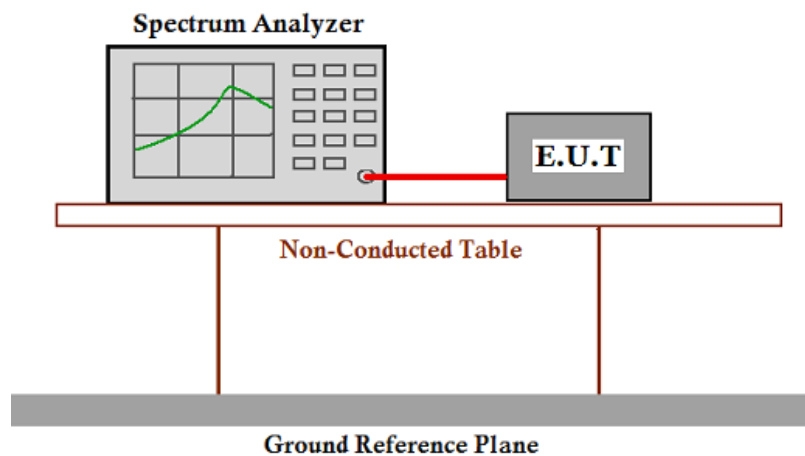 Spectrum Analyzer
E.U.T
Non-Conducted Table
Ground Reference Plane